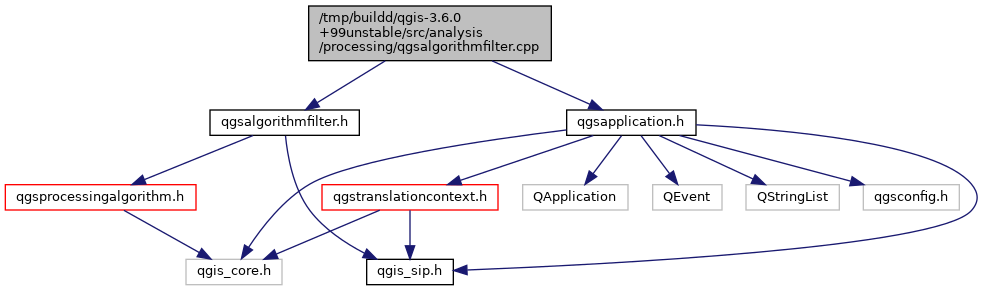 /tmp/buildd/qgis-3.6.0
+99unstable/src/analysis
/processing/qgsalgorithmfilter.cpp
qgsalgorithmfilter.h
qgsapplication.h
qgsprocessingalgorithm.h
qgstranslationcontext.h
QApplication
QEvent
QStringList
qgsconfig.h
qgis_core.h
qgis_sip.h